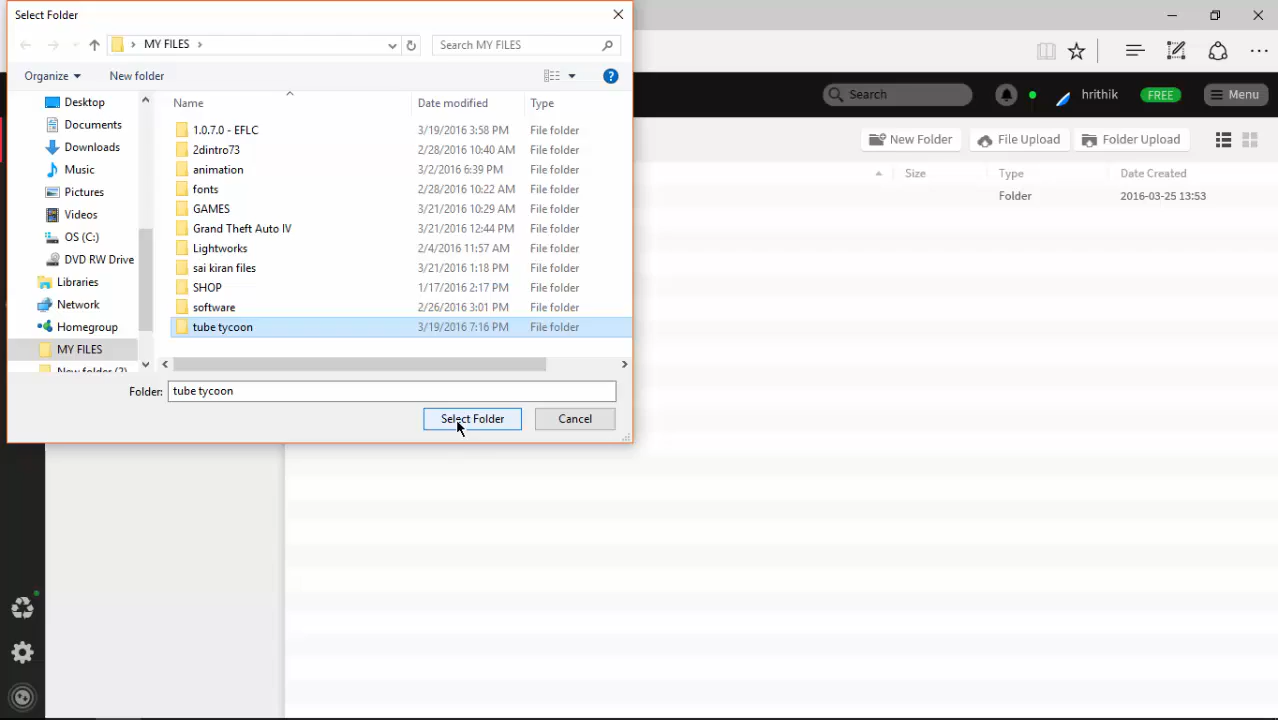 Select Folder
MY FILES
Search MY FILES
Organize
New folder
Search
hrithik
FREE
Menu
New Folder
File Upload
Folder Upload
Size
Type
Date Created
Folder
2016-03-25 13:53
Desktop
Documents
Downloads
Music
Pictures
Videos
OS (C:)
DVD RW Drive
Libraries
Network
Homegroup
MY FILES
New folder (2)
Name Date modified Type
1.0.7.0 - EFLC 3/19/2016 3:58 PM File folder
2dintro73 2/28/2016 10:40 AM File folder
animation 3/2/2016 6:39 PM File folder
fonts 2/28/2016 10:22 AM File folder
GAMES 3/21/2016 10:29 AM File folder
Grand Theft Auto IV 3/21/2016 12:44 PM File folder
Lightworks 2/4/2016 11:57 AM File folder
sai kiran files 3/21/2016 1:18 PM File folder
SHOP 1/17/2016 2:17 PM File folder
software 2/26/2016 3:01 PM File folder
tube tycoon 3/19/2016 7:16 PM File folder
Folder: tube tycoon
Select Folder
Cancel